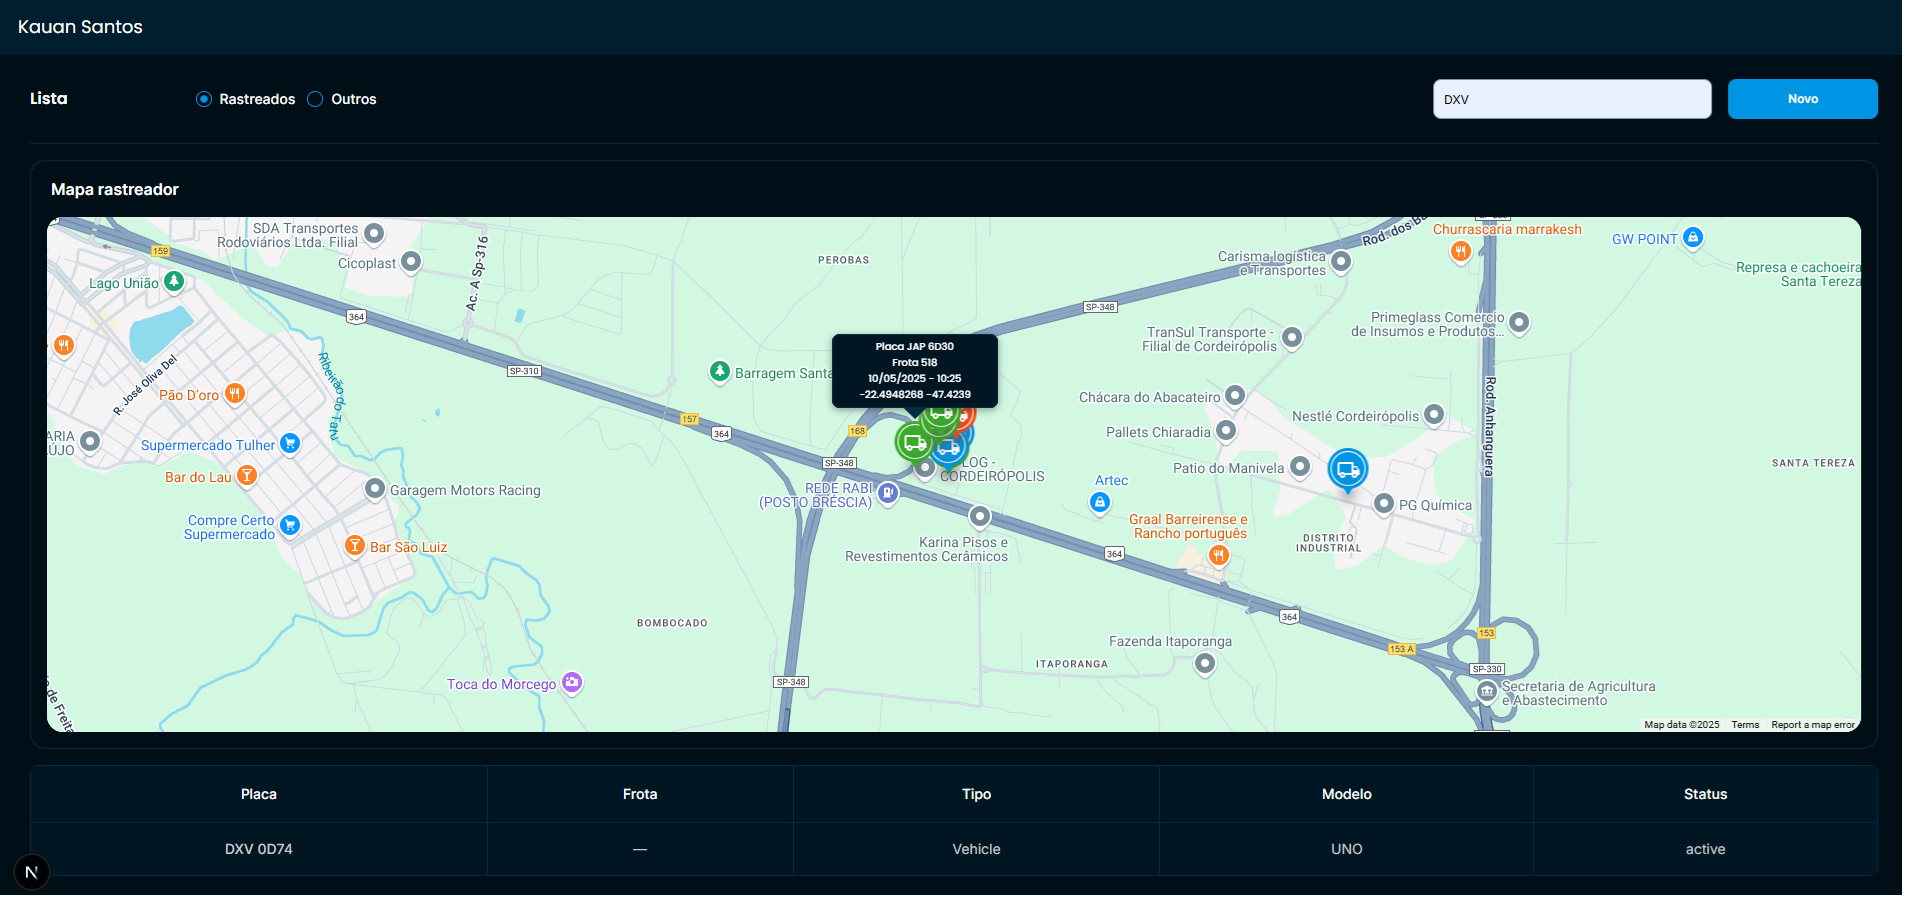 Kauan Santos
Lista
Rastreados
Outros
DXV
Novo
Mapa rastreador
159
SDA Transportes
Rodoviários Ltda. Filial
Cicoplast
Ac. A Sp-316
PEROBAS
Carisma logística
e Transportes
Rod. dos Ba
Churrascaria marrakesh
GW POINT
Represa e cachoeira
Santa Tereza
Lago União
364
SP-348
TranSul Transporte -
Filial de Cordeirópolis
Primeglass Comercio
de Insumos e Produtos...
R. José Oliva Del
Ribeirão do Tatu
SP-310
Barragem Santa
Placa JAP 6D30
Frota 518
10/05/2025 - 10:25
-22.4948268 -47.4239
Pão D'oro
Chácara do Abacateiro
Rod. Anhanguera
Nestlé Cordeirópolis
157
364
168
Pallets Chiaradia
ARIA
ÚJO
Supermercado Tulher
SP-348
LOG -
CORDEIRÓPOLIS
Patio do Manivela
SANTA TEREZA
Bar do Lau
Garagem Motors Racing
REDE RABI
(POSTO BRÉSCIA)
Artec
PG Química
Compre Certo
Supermercado
Bar São Luiz
Karina Pisos e
Revestimentos Cerâmicos
Graal Barreirense e
Rancho português
364
DISTRITO
INDUSTRIAL
BOMBOCADO
364
Fazenda Itaporanga
153
153 A
ITAPORANGA
SP-330
Toca do Morcego
SP-348
de Freita
Secretaria de Agricultura
e Abastecimento
Map data ©2025
Terms
Report a map error
Placa
Frota
Tipo
Modelo
Status
DXV 0D74
—
Vehicle
UNO
active
N